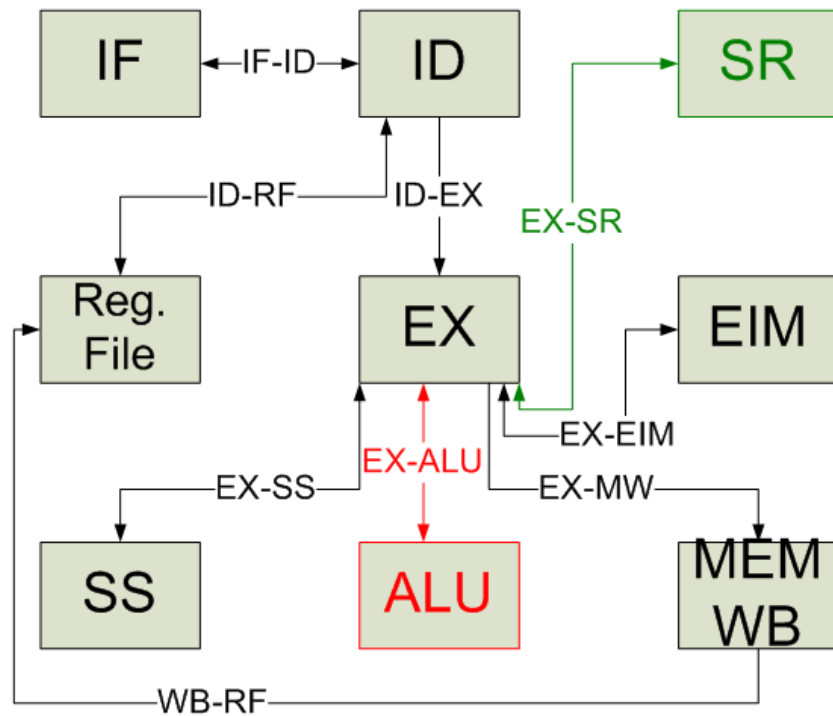 IF
IF-ID
ID
SR
ID-RF
ID-EX
EX-SR
Reg.
File
EX
EIM
EX-EIM
EX-ALU
EX-SS
EX-MW
SS
ALU
MEM
WB
WB-RF